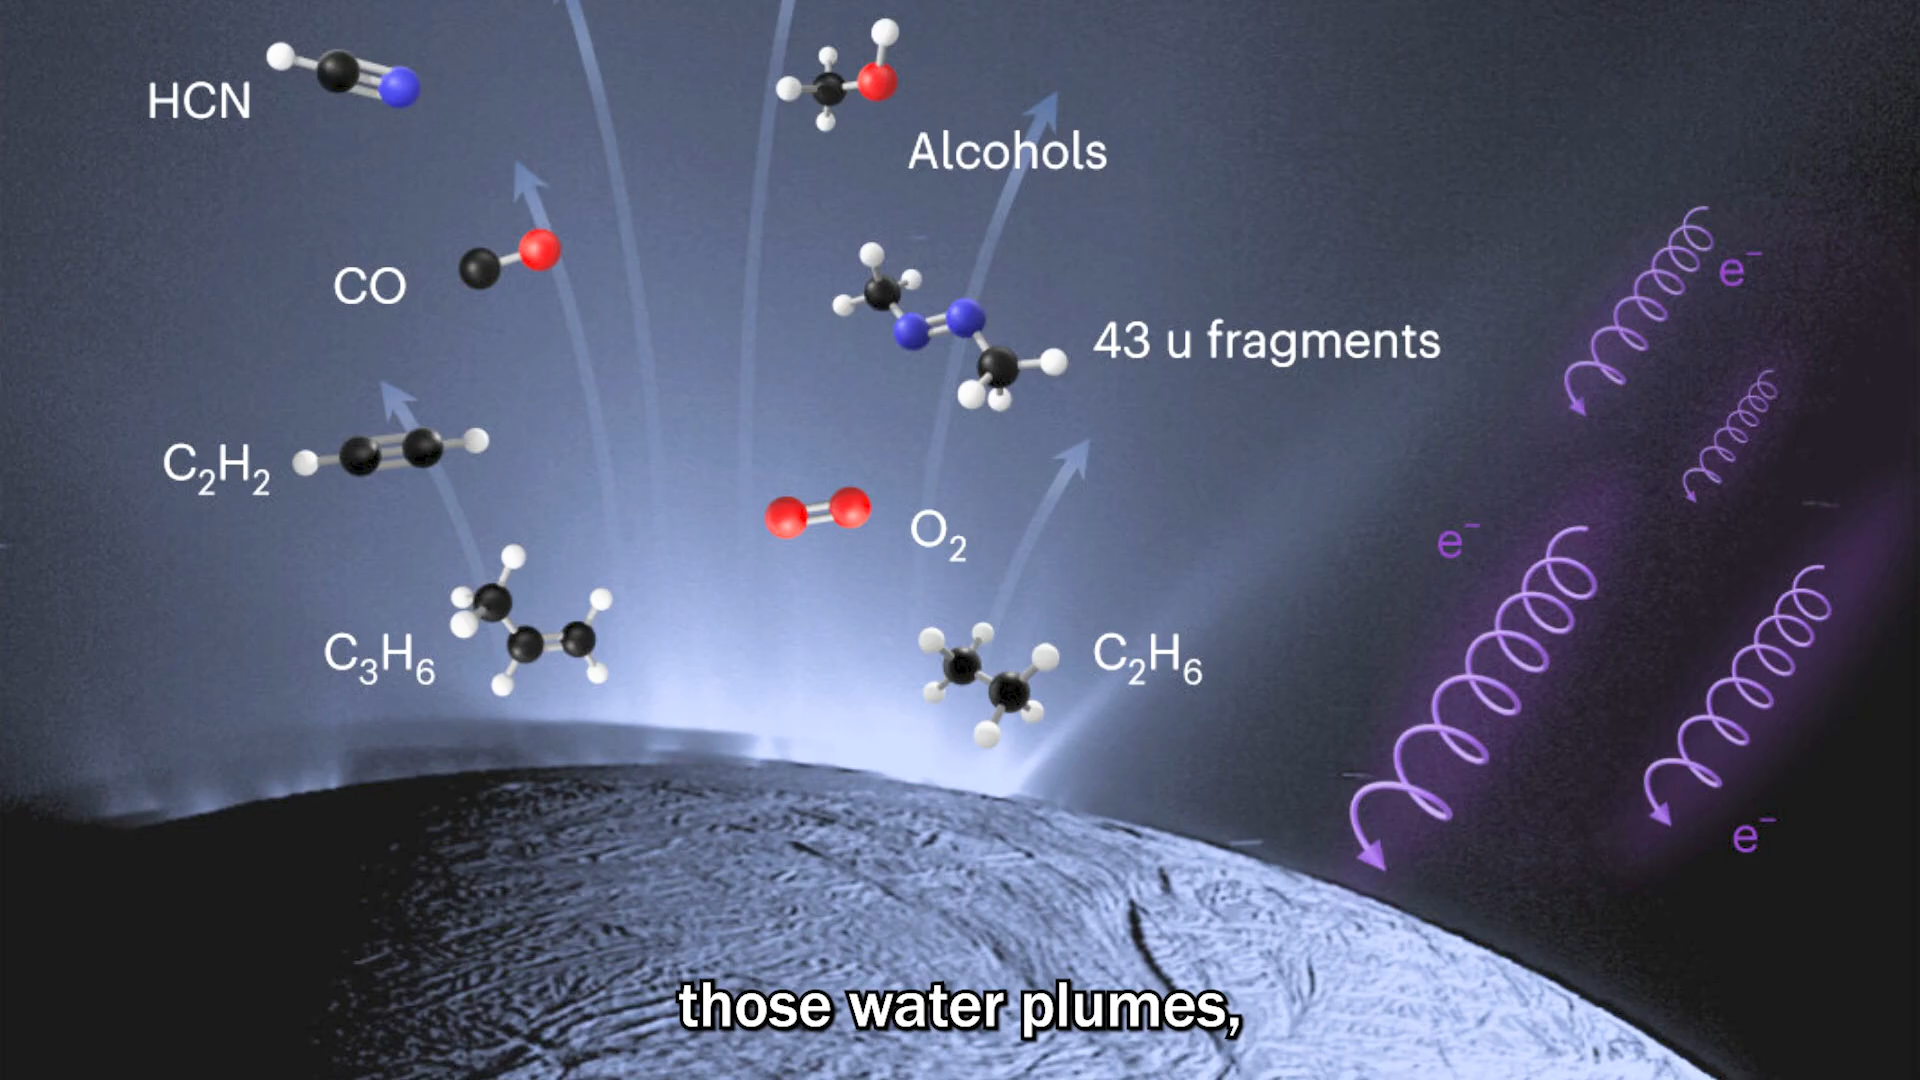 HCN
Alcohols
CO
43 u fragments
C₂H₂
O₂
C₃H₆
C₂H₆
e⁻
e⁻
e⁻
those water plumes,